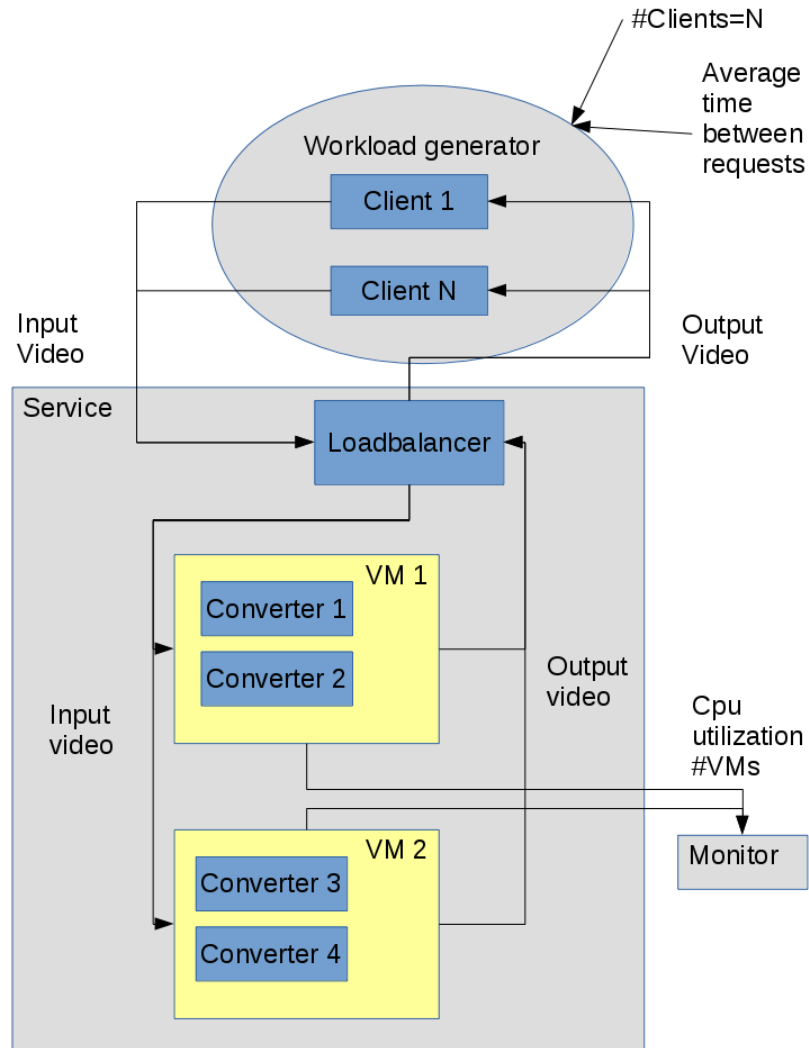 #Clients=N
Average
time
between
requests
Workload generator
Client 1
Client N
Input
Video
Output
Video
Service
Loadbalancer
VM 1
Converter 1
Converter 2
Input
video
Output
video
Cpu
utilization
#VMs
VM 2
Monitor
Converter 3
Converter 4